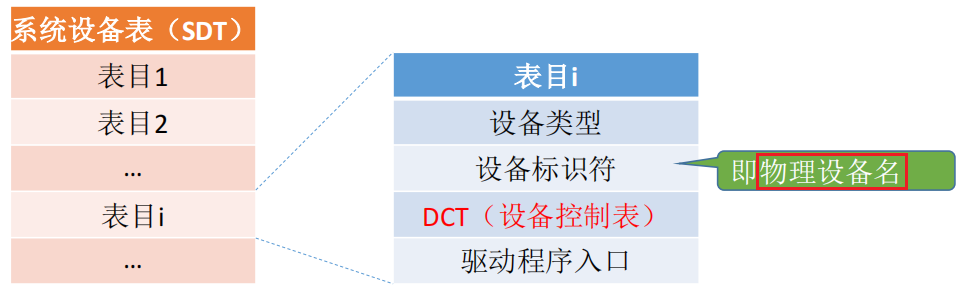 系统设备表（SDT）
表目1
表目2
...
表目i
...
表目i
设备类型
设备标识符
DCT（设备控制表）
驱动程序入口
即物理设备名